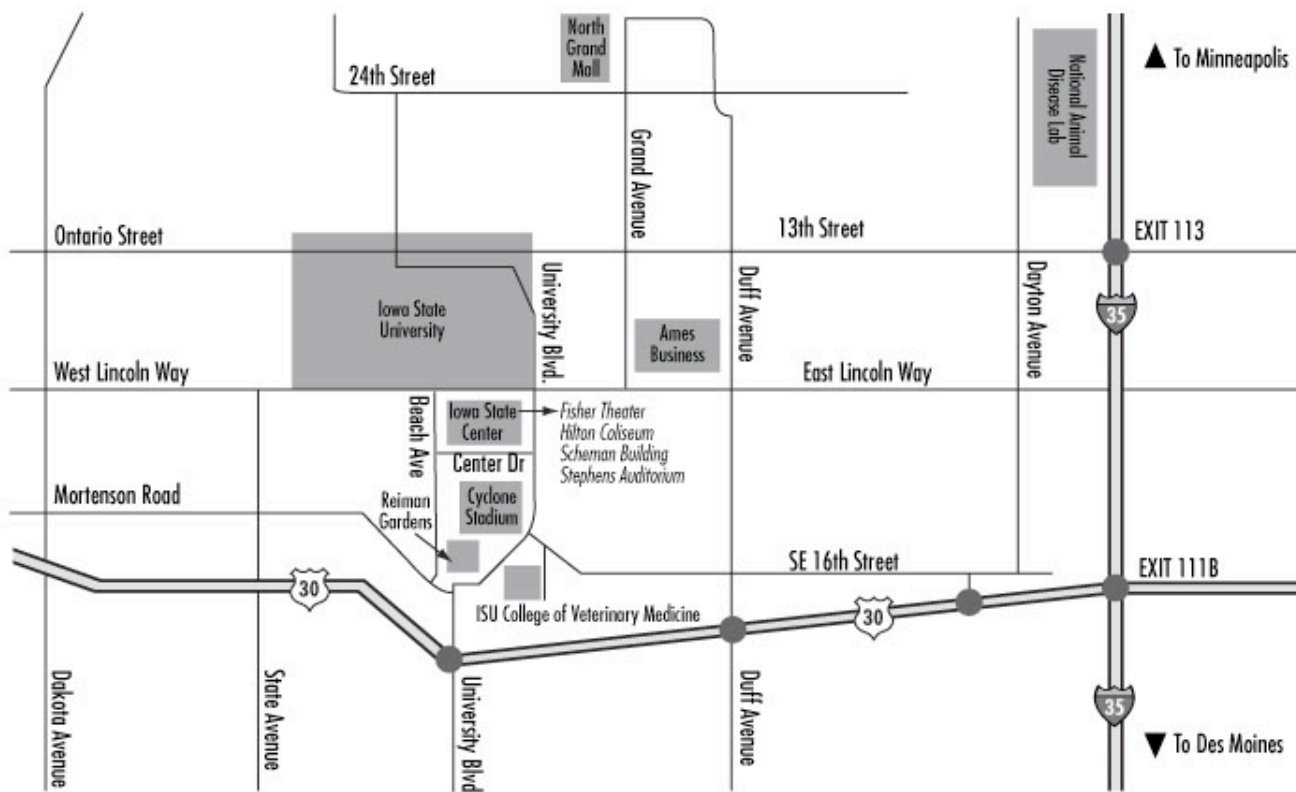 North
Grand
Mall
24th Street
National Animal
Disease Lab
▲ To Minneapolis
Grand Avenue
Ontario Street
13th Street
EXIT 113
University Blvd.
Duff Avenue
Dayton Avenue
Iowa State
University
35
Ames
Business
West Lincoln Way
East Lincoln Way
Beach Ave
Iowa State
Center
Fisher Theater
Hilton Coliseum
Scheman Building
Stephens Auditorium
Center Dr
Mortenson Road
Reiman
Gardens
Cyclone
Stadium
SE 16th Street
EXIT 111B
30
ISU College of Veterinary Medicine
30
Dakota Avenue
State Avenue
University Blvd
Duff Avenue
35
▼ To Des Moines